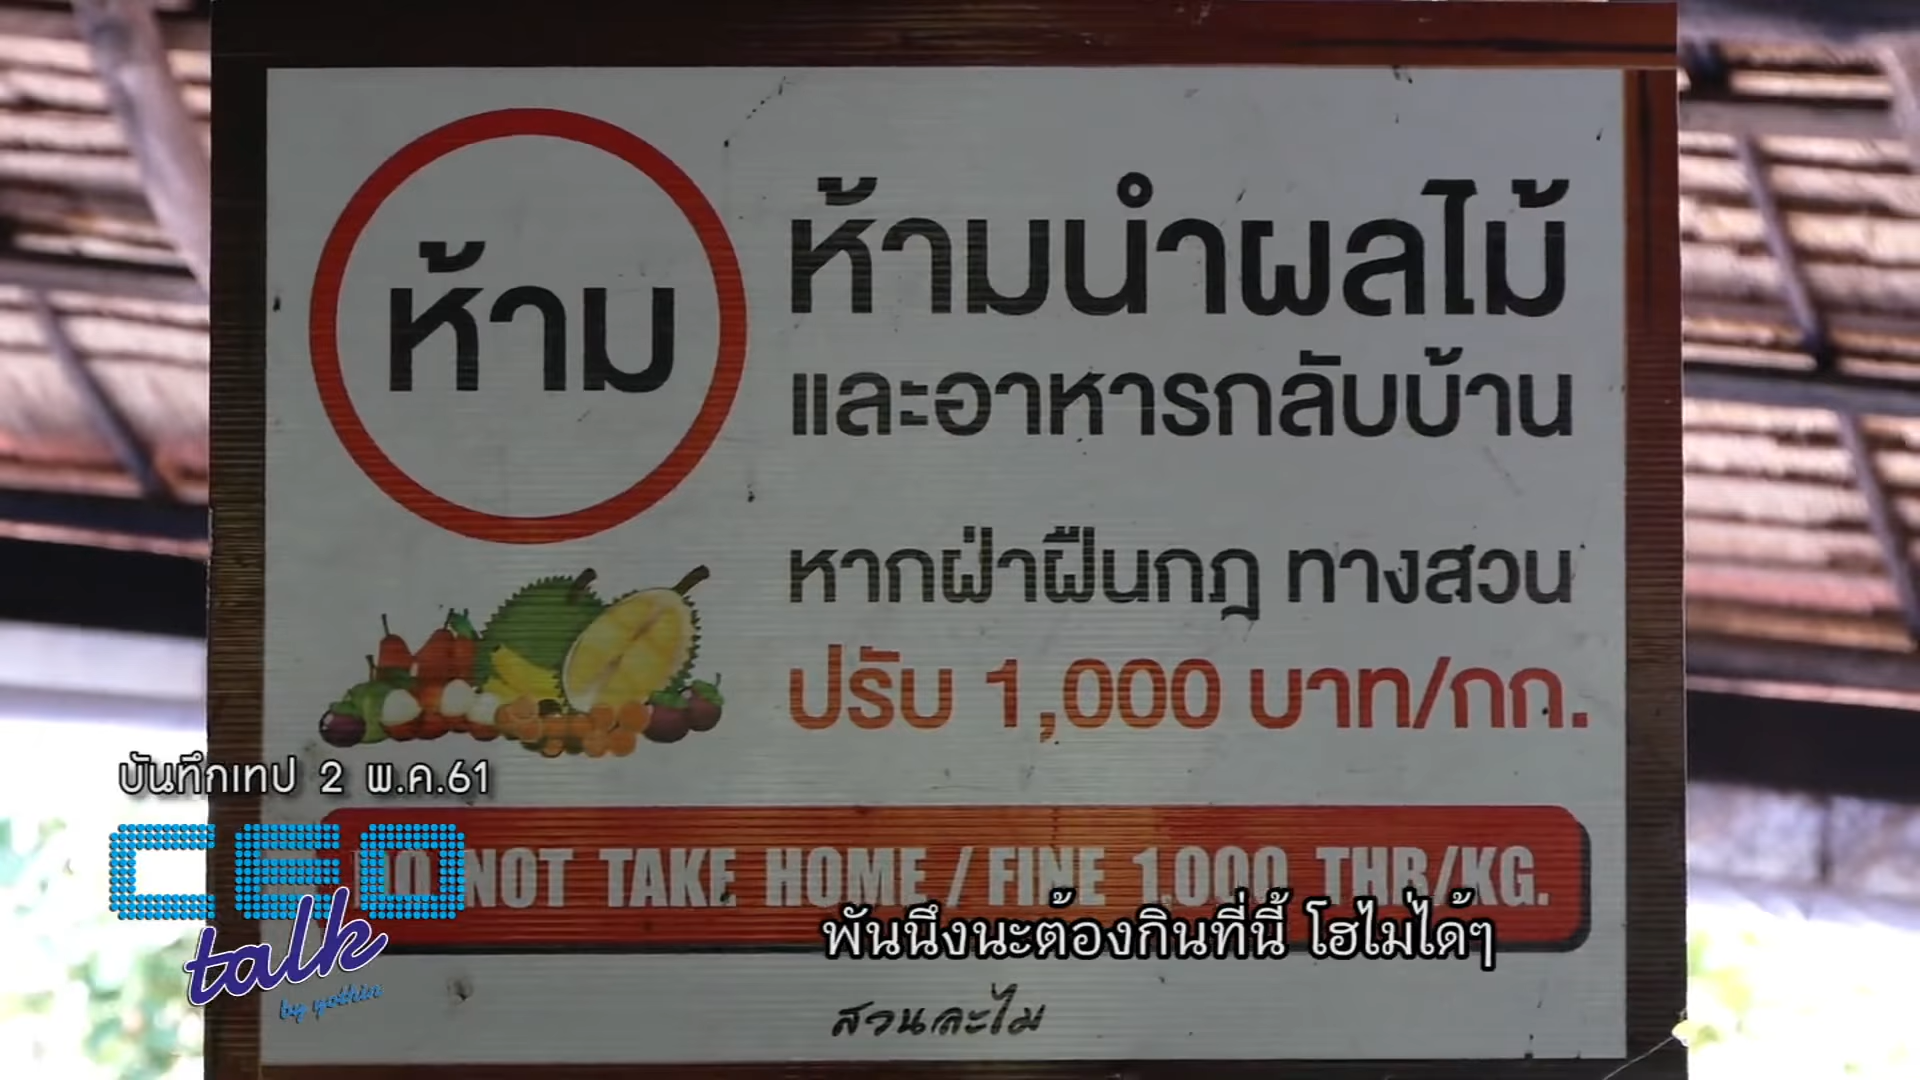 ห้าม
ห้ามนำผลไม้
และอาหารกลับบ้าน
หากฝ่าฝืนกฎ ทางสวน
ปรับ 1,000 บาท/กก.
บันทึกเทป 2 พ.ค.61
DO NOT TAKE HOME / FINE 1,000 THB/KG.
CEO
talk
by yothin
พันนึงนะต้องกินที่นี้ โฮไม่ได้ๆ
สวนละไม